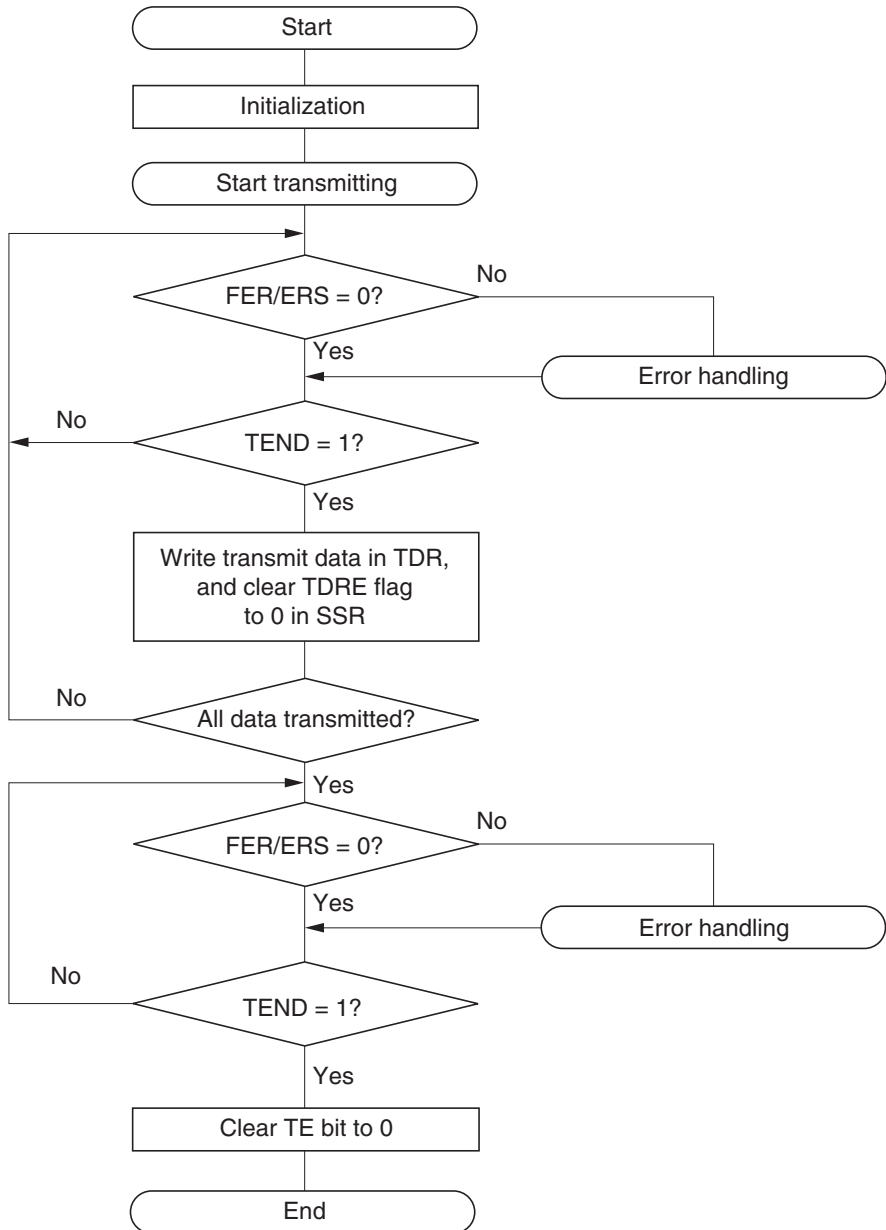 Start
Initialization
Start transmitting
FER/ERS = 0?
No
Yes
Error handling
No
TEND = 1?
Yes
Write transmit data in TDR,
and clear TDRE flag
to 0 in SSR
No
All data transmitted?
Yes
FER/ERS = 0?
No
Yes
Error handling
No
TEND = 1?
Yes
Clear TE bit to 0
End